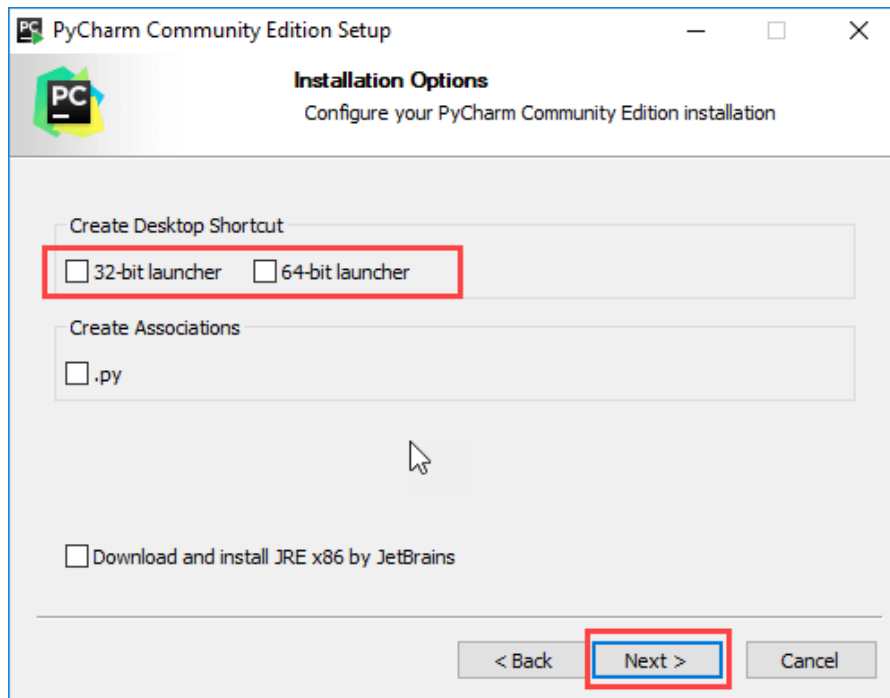 PyCharm Community Edition Setup
PC
Installation Options
Configure your PyCharm Community Edition installation
Create Desktop Shortcut
32-bit launcher 64-bit launcher
Create Associations
.py
Download and install JRE x86 by JetBrains
< Back Next > Cancel